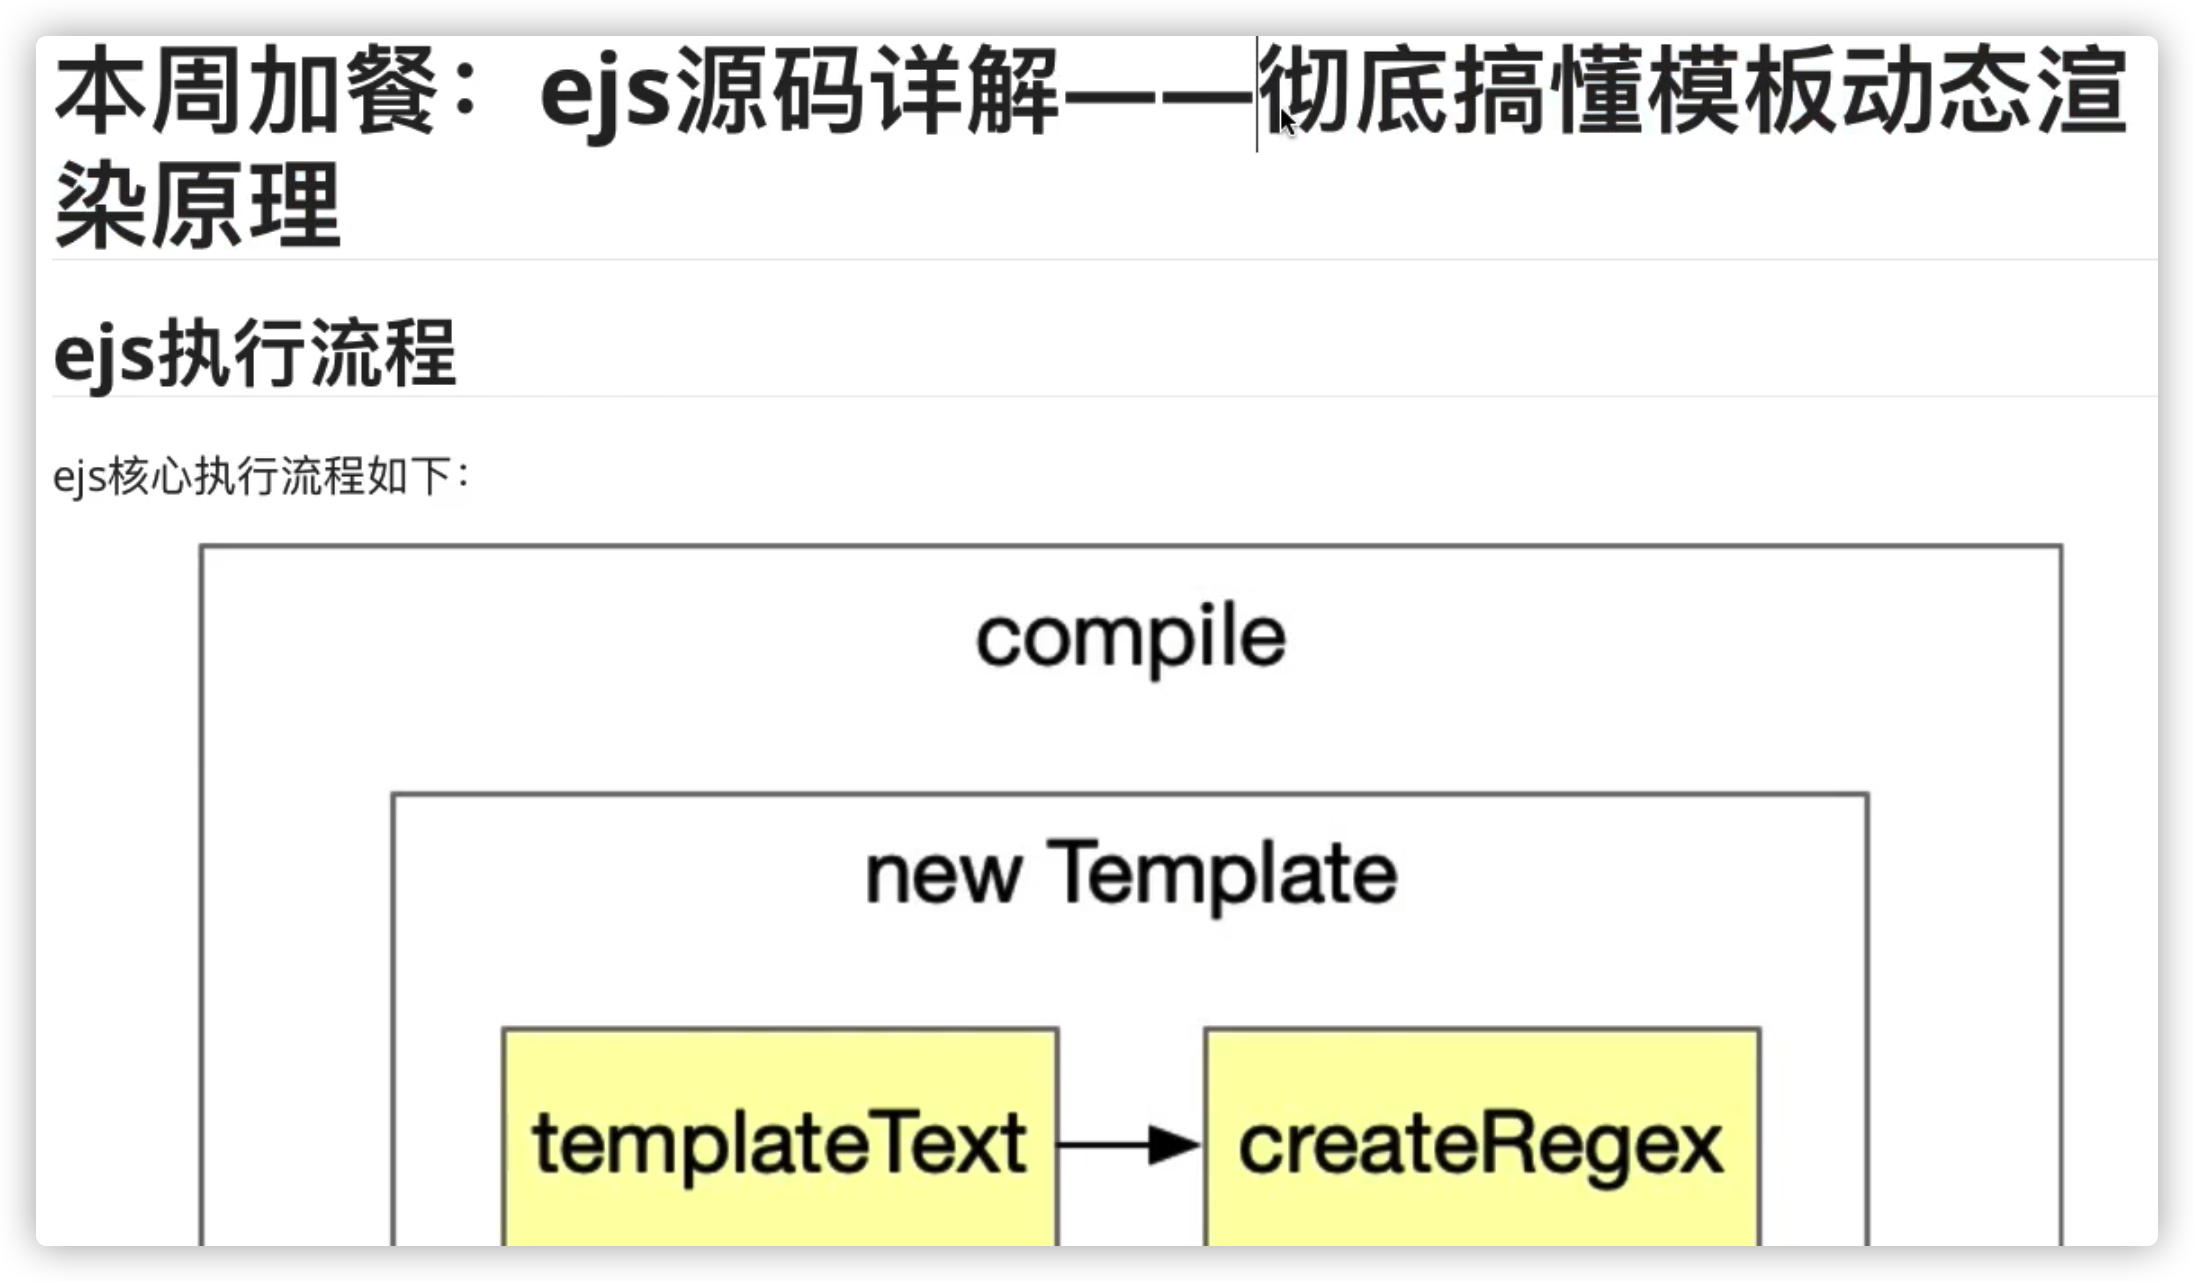 本周加餐：ejs源码详解——彻底搞懂模板动态渲
染原理
ejs执行流程
ejs核心执行流程如下：
compile
new Template
templateText
createRegex